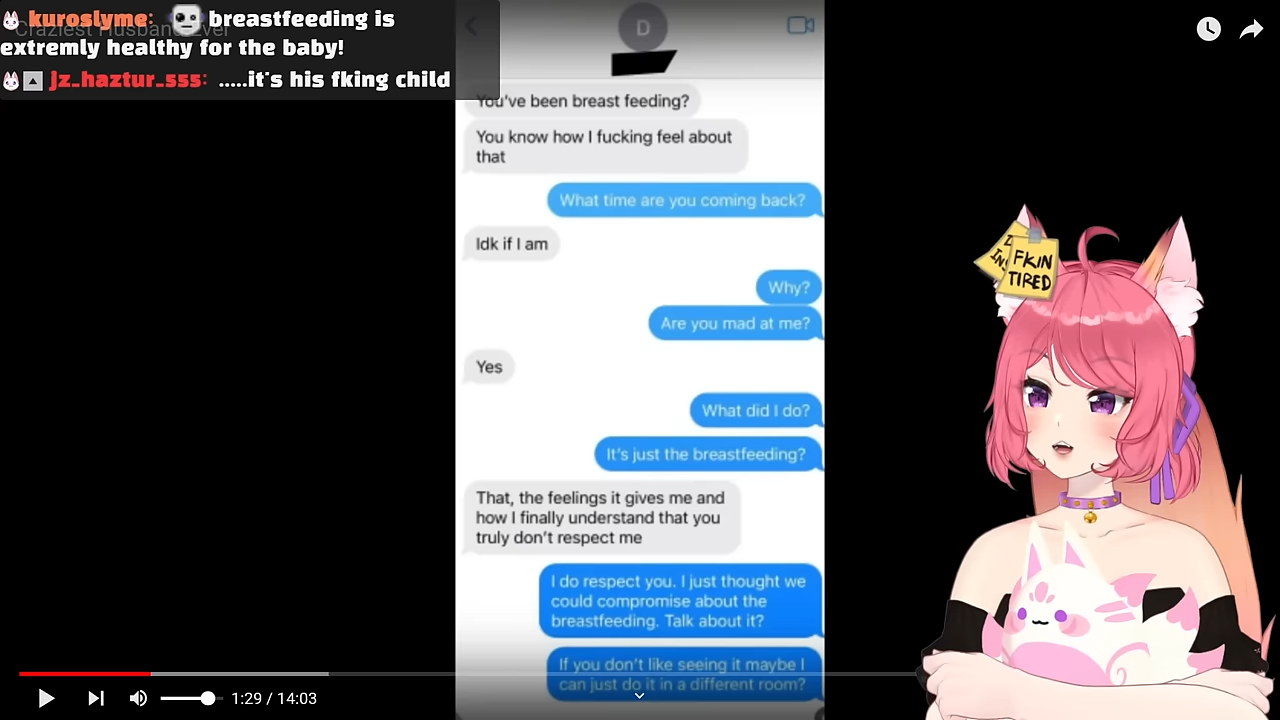 kuroslyme: breastfeeding is
extremly healthy for the baby!
jz_haztur_555: .....it's his fking child
Craziest Husband Ever
D
You've been breast feeding?
You know how I fucking feel about
that
What time are you coming back?
Idk if I am
Why?
Are you mad at me?
Yes
What did I do?
It's just the breastfeeding?
That, the feelings it gives me and
how I finally understand that you
truly don't respect me
I do respect you. I just thought we
could compromise about the
breastfeeding. Talk about it?
If you don't like seeing it maybe I
can just do it in a different room?
FKIN
TIRED
1:29 / 14:03